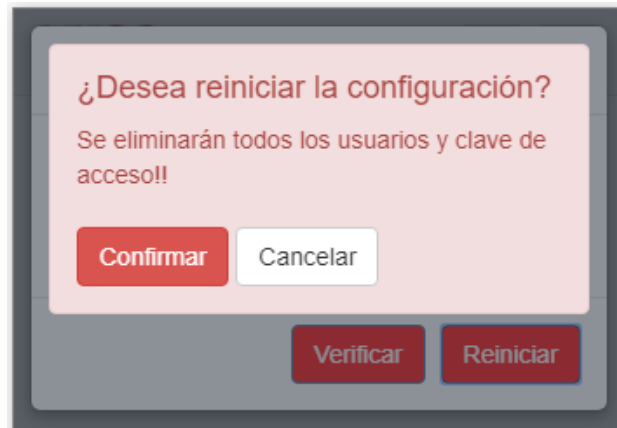 ¿Desea reiniciar la configuración?
Se eliminarán todos los usuarios y clave de
acceso!!
Confirmar Cancelar
Verificar Reiniciar